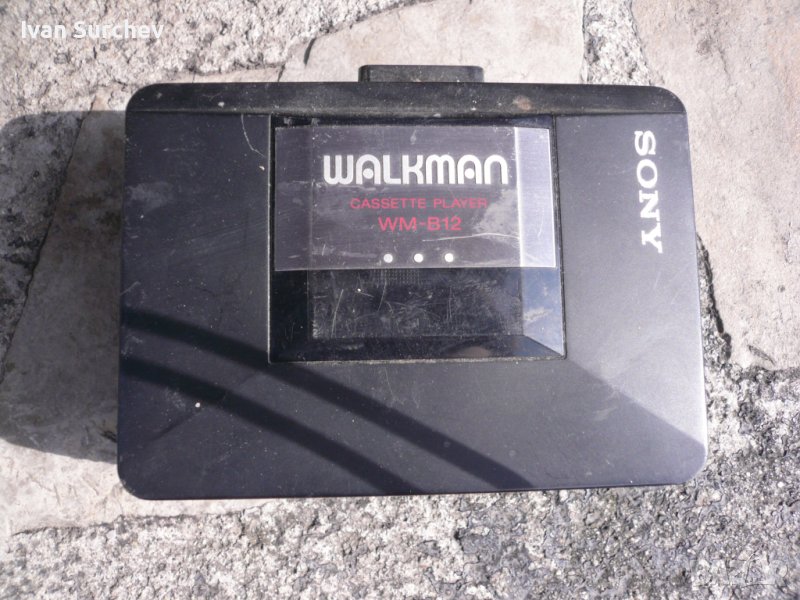 Ivan Surchev
WALKMAN
CASSETTE PLAYER
WM-B12
SONY